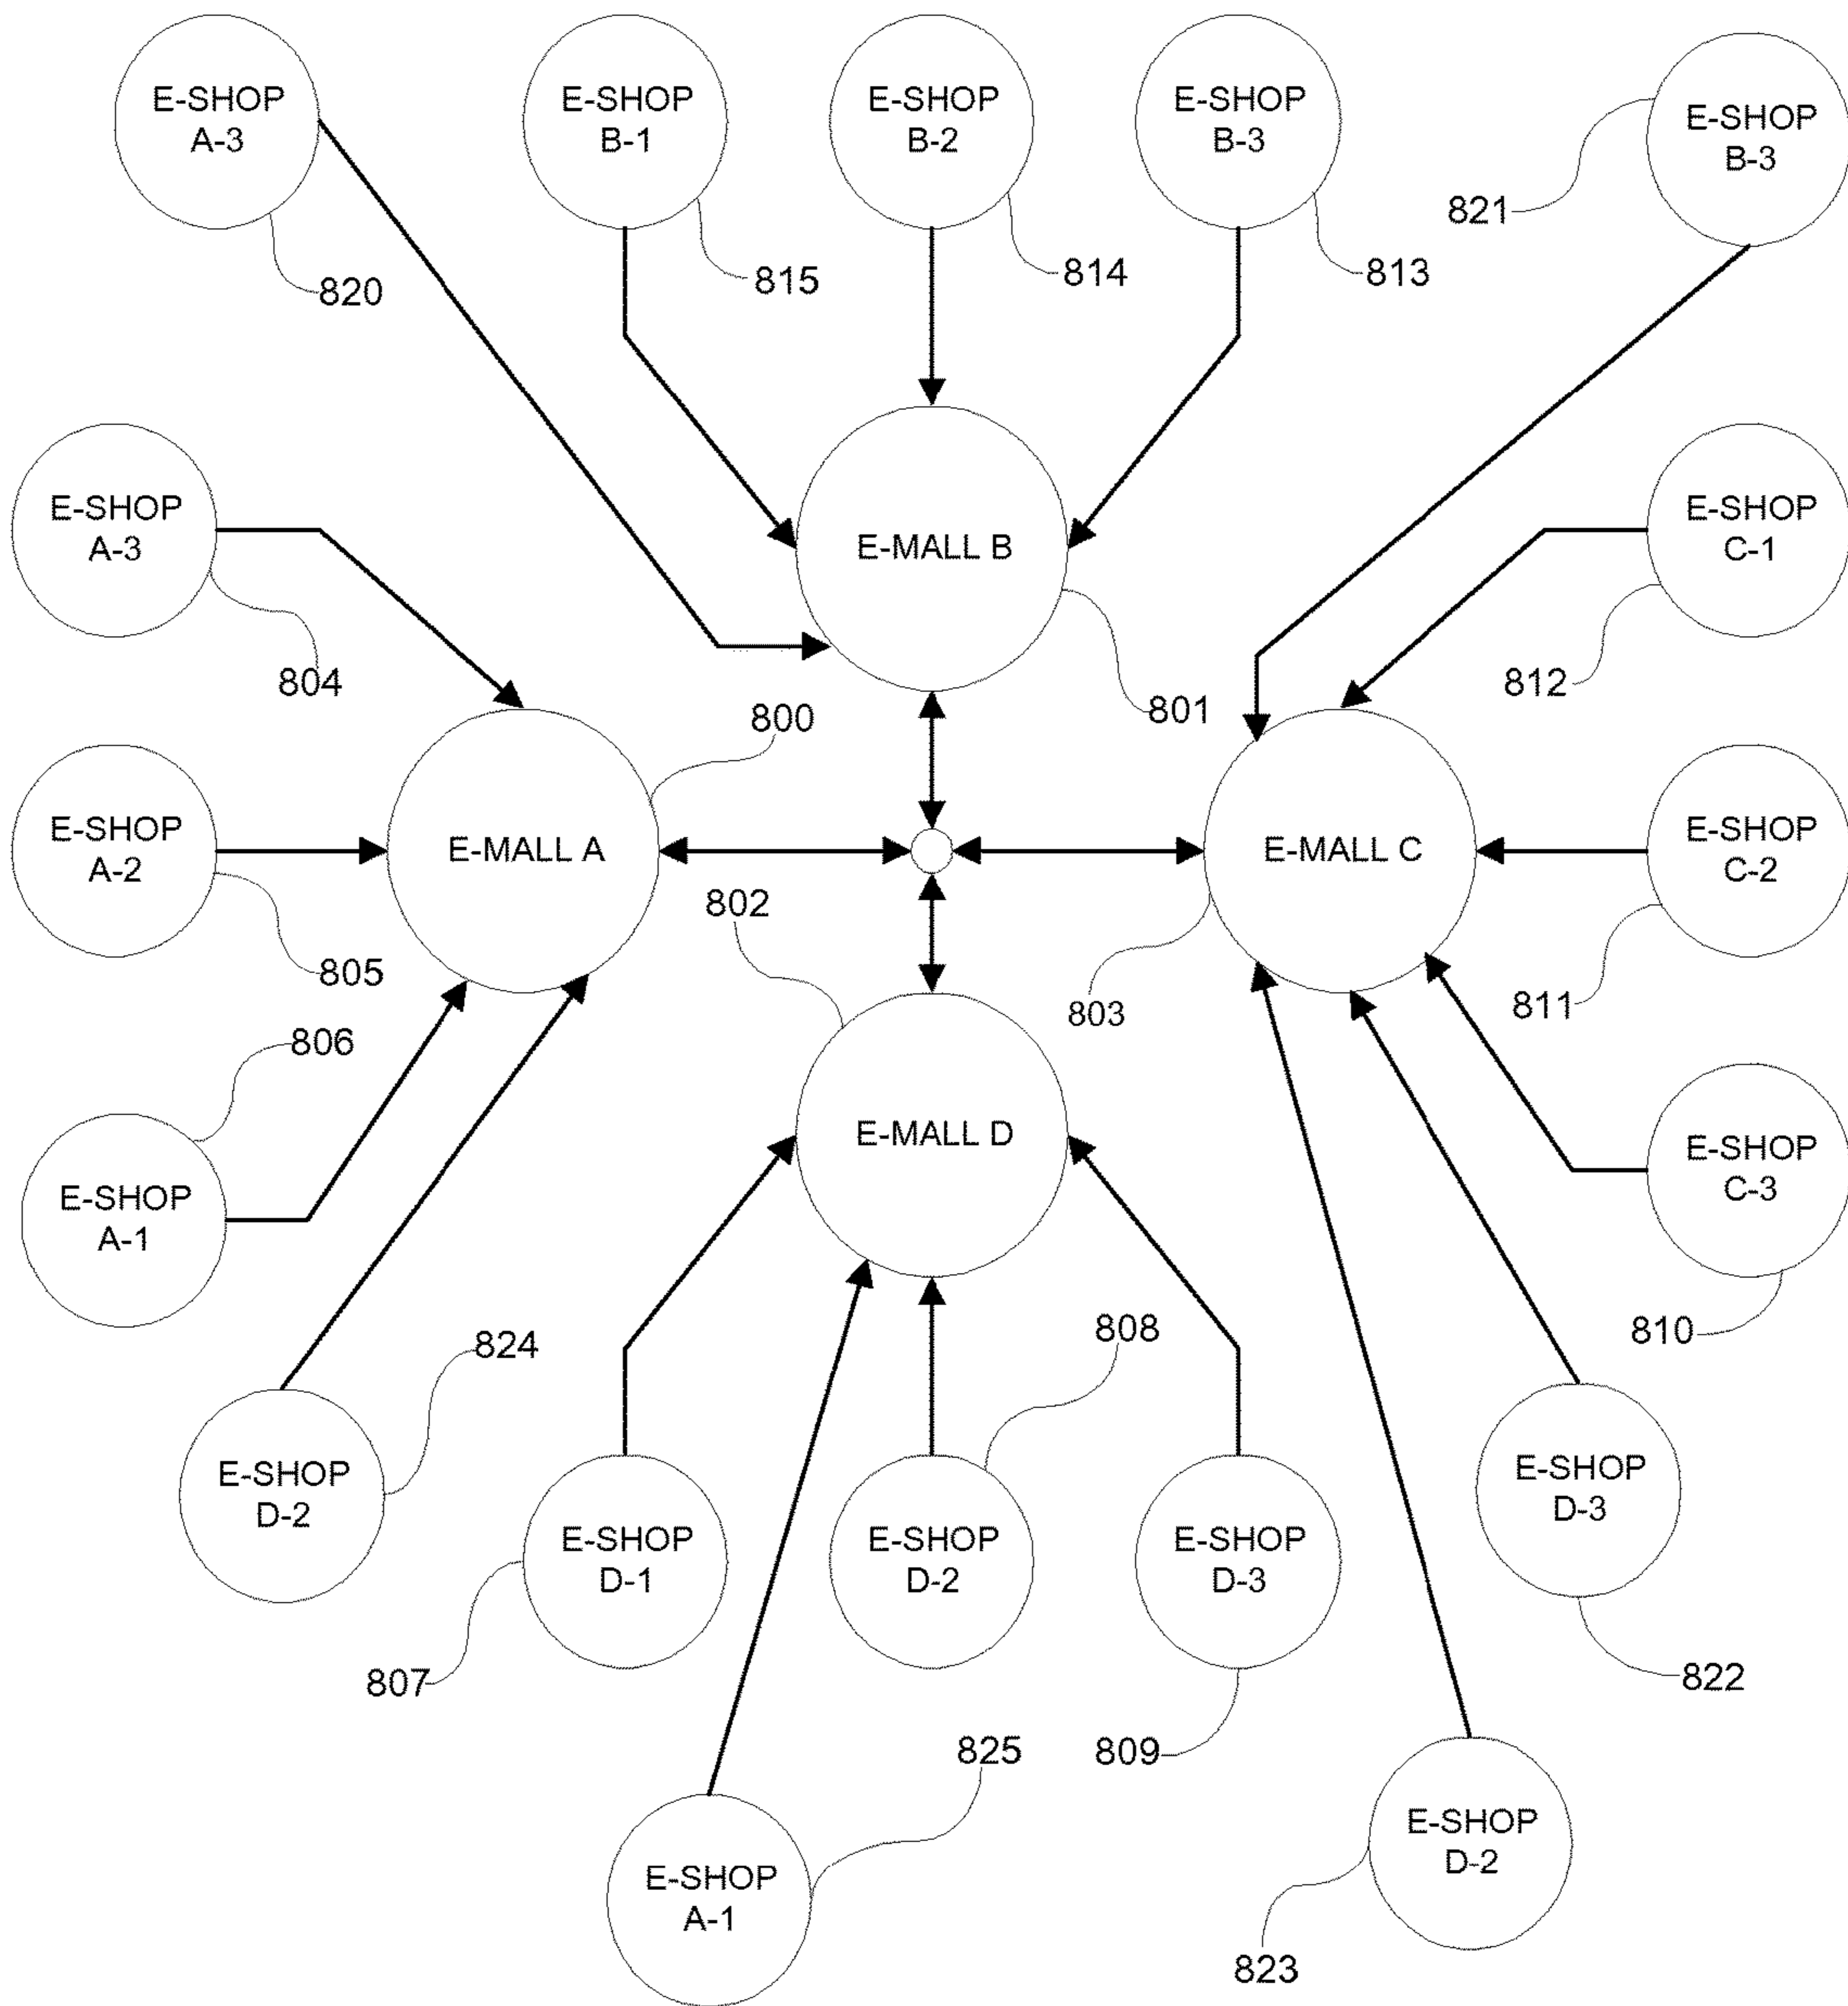 E-SHOP
A-3
E-SHOP
B-1
E-SHOP
B-2
E-SHOP
B-3
E-SHOP
B-3
820
815
814
813
821
E-SHOP
A-3
E-MALL B
E-SHOP
C-1
804
800
801
812
E-SHOP
A-2
E-MALL A
E-MALL C
E-SHOP
C-2
802
805
803
811
806
E-MALL D
E-SHOP
C-3
E-SHOP
A-1
824
808
810
E-SHOP
D-2
E-SHOP
D-1
E-SHOP
D-2
E-SHOP
D-3
E-SHOP
D-3
807
822
825
809
E-SHOP
A-1
E-SHOP
D-2
823